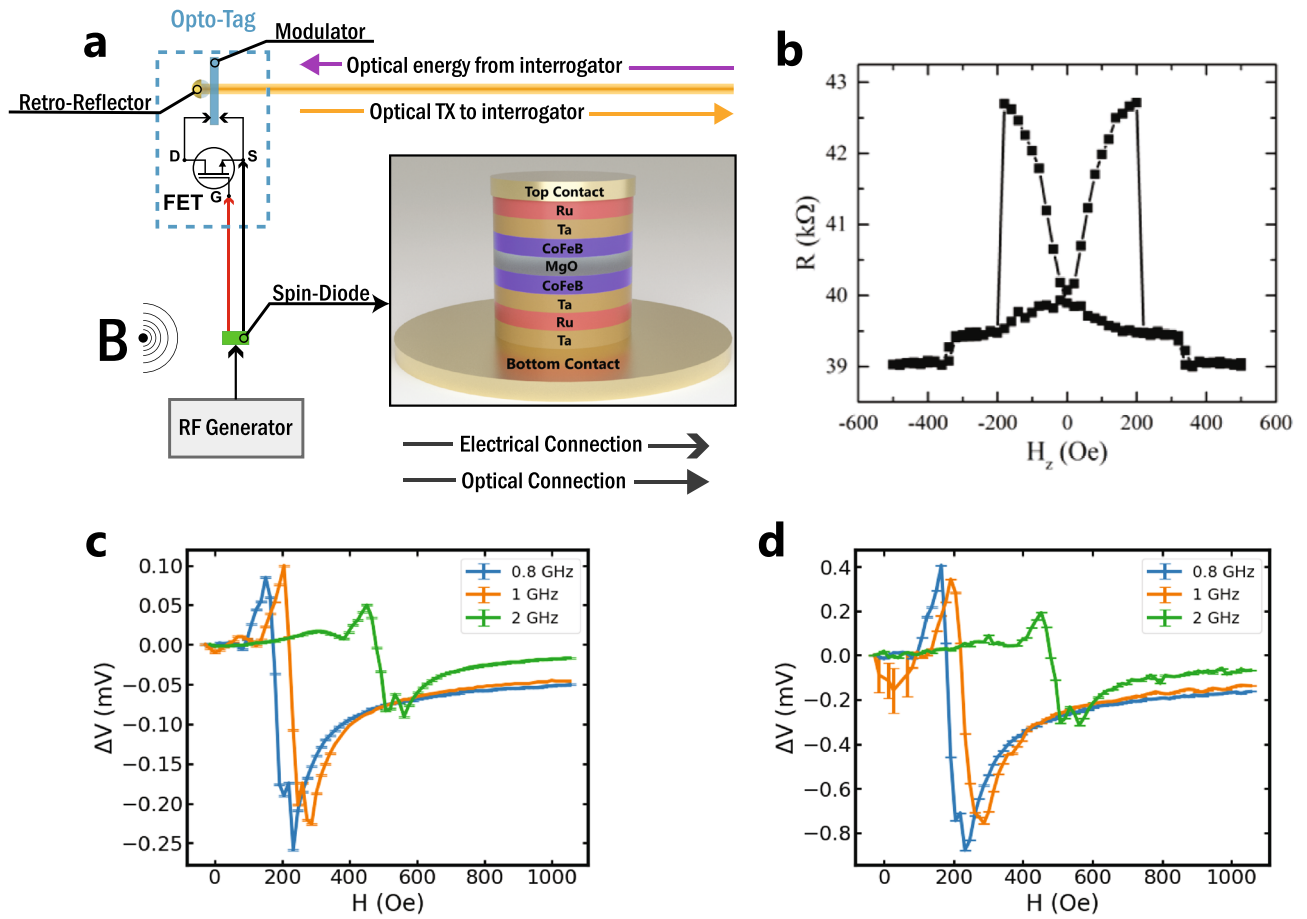 a
Opto-Tag
Modulator
Optical energy from interrogator
Retro-Reflector
Optical TX to interrogator
D
S
FET
G
Spin-Diode
B
RF Generator
Top Contact
Ru
Ta
CoFeB
MgO
CoFeB
Ta
Ru
Ta
Bottom Contact
Electrical Connection
Optical Connection
b
R (kΩ)
43
42
41
40
39
-600
-400
-200
0
200
400
600
H_z (Oe)
c
ΔV (mV)
0.10
0.05
0.00
−0.05
−0.10
−0.15
−0.20
−0.25
0.8 GHz
1 GHz
2 GHz
0
200
400
600
800
1000
H (Oe)
d
ΔV (mV)
0.4
0.2
0.0
−0.2
−0.4
−0.6
−0.8
0.8 GHz
1 GHz
2 GHz
0
200
400
600
800
1000
H (Oe)